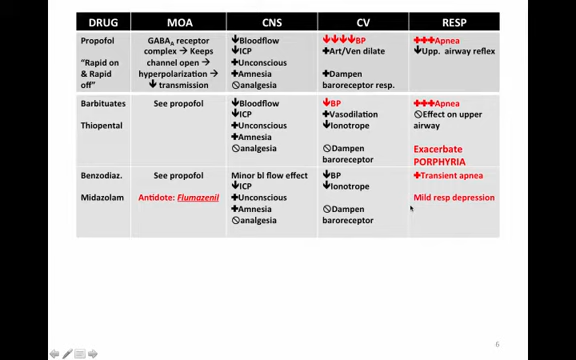 DRUG MOA CNS CV RESP
Propofol
"Rapid on
& Rapid
off"
GABAA receptor
complex → Keeps
channel open →
hyperpolarization →
↓ transmission
↓Bloodflow
↓ICP
+Unconscious
+Amnesia
⃠analgesia
↓↓↓↓BP
+Art/Ven dilate
+Dampen
baroreceptor resp.
+++Apnea
↓Upp. airway reflex
Barbituates
Thiopental
See propofol
↓Bloodflow
↓ICP
+Unconscious
+Amnesia
⃠analgesia
↓BP
+Vasodilation
↓Ionotrope
⃠Dampen
baroreceptor
+++Apnea
⃠Effect on upper
airway
Exacerbate
PORPHYRIA
Benzodiaz.
Midazolam
See propofol
Antidote: Flumazenil
Minor bl flow effect
↓ICP
+Unconscious
+Amnesia
⃠analgesia
↓BP
↓Ionotrope
⃠Dampen
baroreceptor
+Transient apnea
Mild resp depression
6